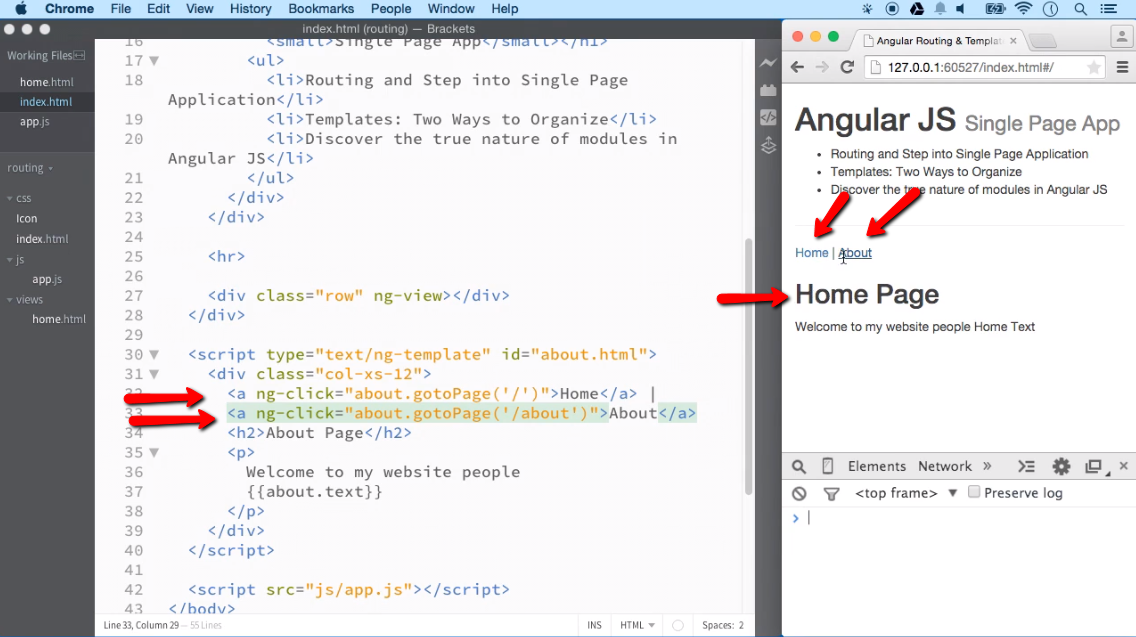 Chrome File Edit View History Bookmarks People Window Help
index.html (routing) — Brackets
Working Files
home.html
index.html
app.js
routing
css
Icon
index.html
js
app.js
views
home.html
16 <small>Single Page App</small></h1>
17 <ul>
18 <li>Routing and Step into Single Page
Application</li>
19 <li>Templates: Two Ways to Organize</li>
20 <li>Discover the true nature of modules in
Angular JS</li>
21 </ul>
22 </div>
23 </div>
24
25 <hr>
26
27 <div class="row" ng-view></div>
28 </div>
29
30 <script type="text/ng-template" id="about.html">
31 <div class="col-xs-12">
32 <a ng-click="about.gotoPage('/')">Home</a> |
33 <a ng-click="about.gotoPage('/about')">About</a>
34 <h2>About Page</h2>
35 <p>
36 Welcome to my website people
37 {{about.text}}
38 </p>
39 </div>
40 </script>
41
42 <script src="js/app.js"></script>
43 </body>
Line 33, Column 29 — 55 Lines
INS HTML Spaces: 2
Angular Routing & Templat
127.0.0.1:60527/index.html#/
Angular JS Single Page App
• Routing and Step into Single Page Application
• Templates: Two Ways to Organize
• Discover the true nature of modules in Angular JS
Home | About
Home Page
Welcome to my website people Home Text
Elements Network »
<top frame> Preserve log
>